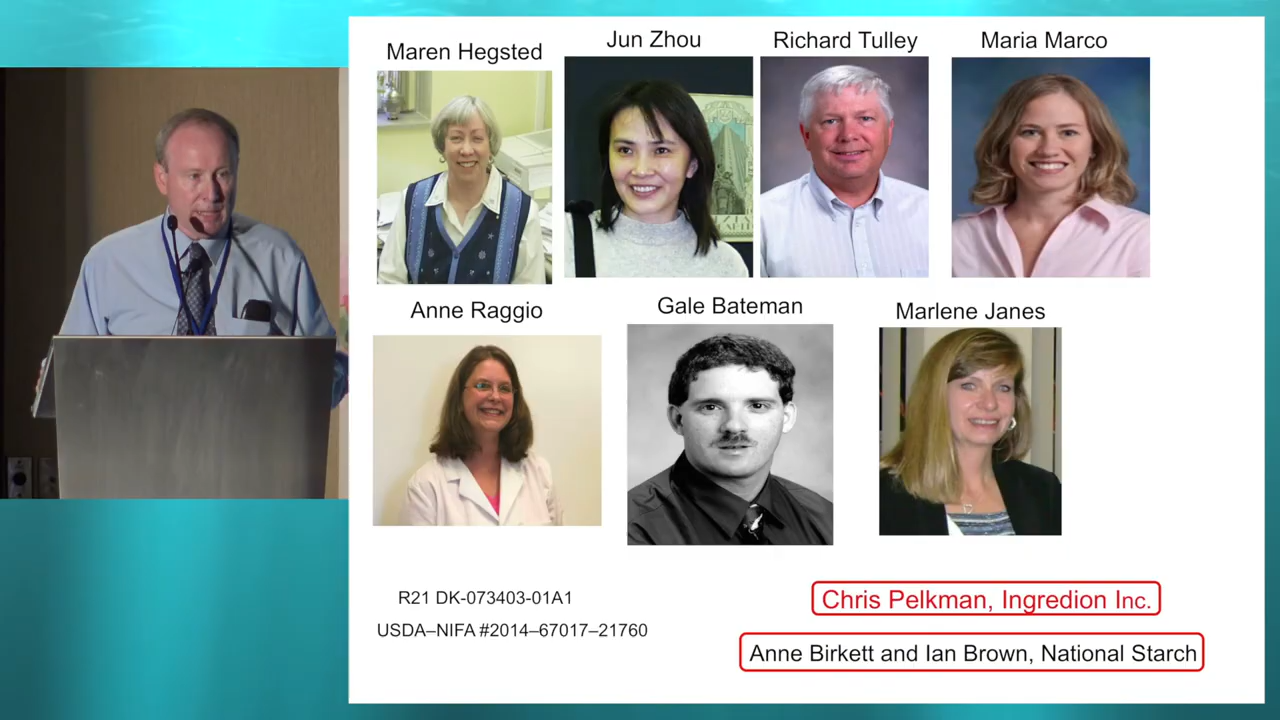 Maren Hegsted
Jun Zhou
Richard Tulley
Maria Marco
Anne Raggio
Gale Bateman
Marlene Janes
R21 DK-073403-01A1
USDA–NIFA #2014–67017–21760
Chris Pelkman, Ingredion Inc.
Anne Birkett and Ian Brown, National Starch